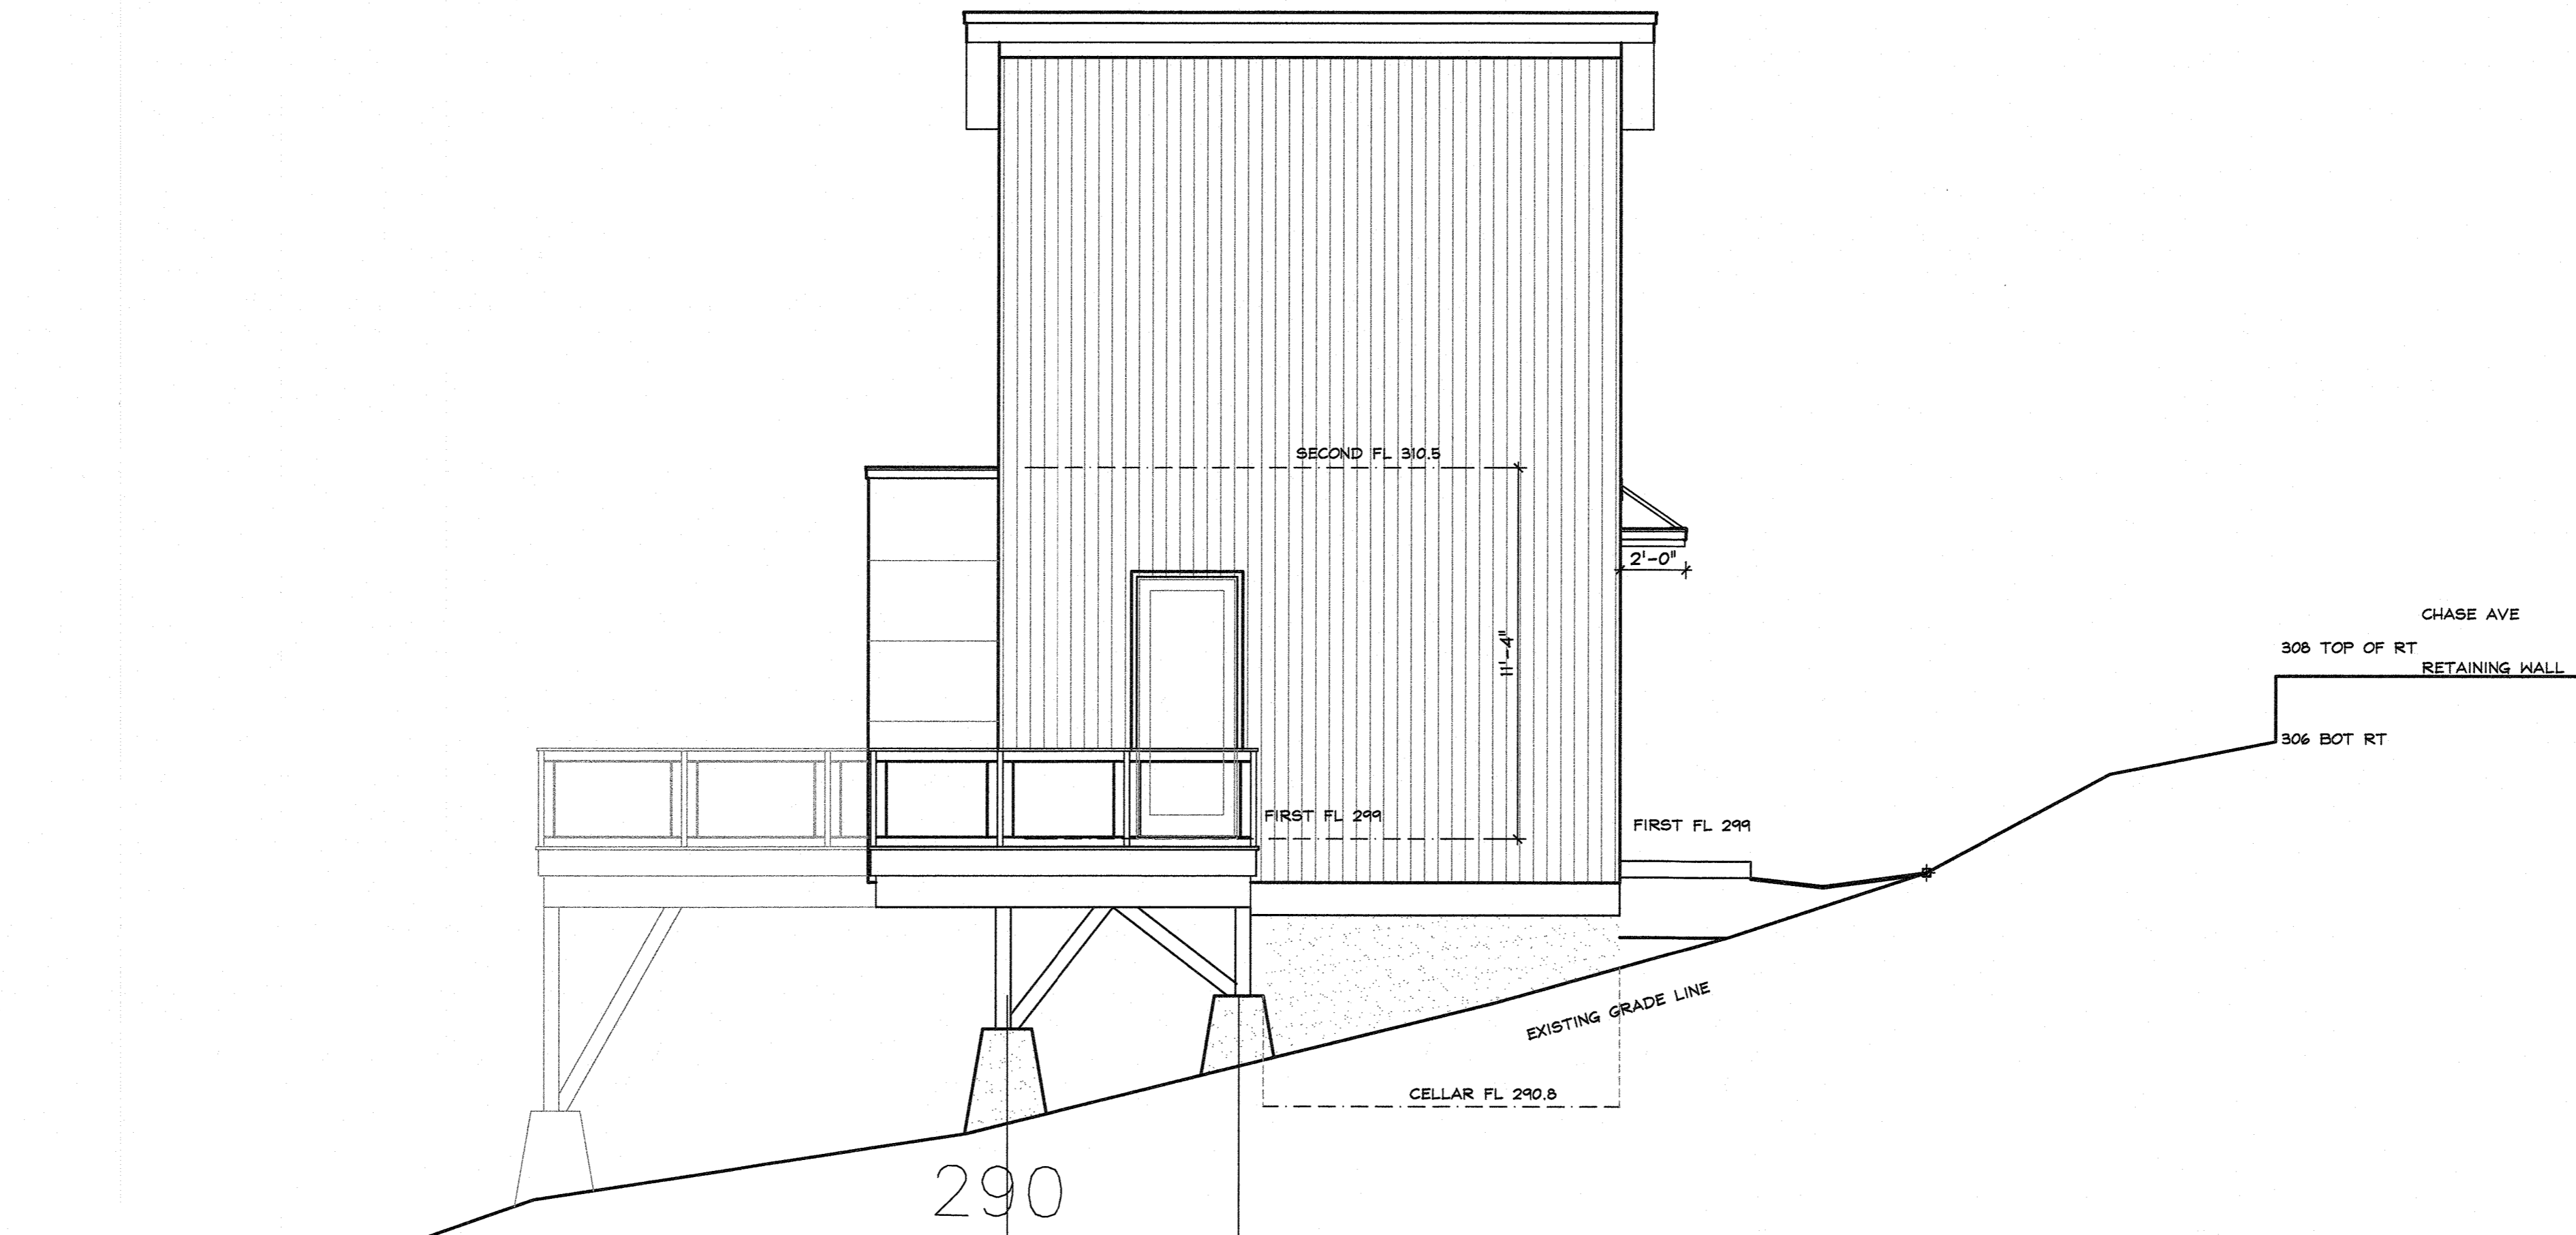 SECOND FL 310.5
2'-0"
CHASE AVE
308 TOP OF RT
RETAINING WALL
11'-4"
306 BOT RT
FIRST FL 299
FIRST FL 299
EXISTING GRADE LINE
CELLAR FL 290.8
290